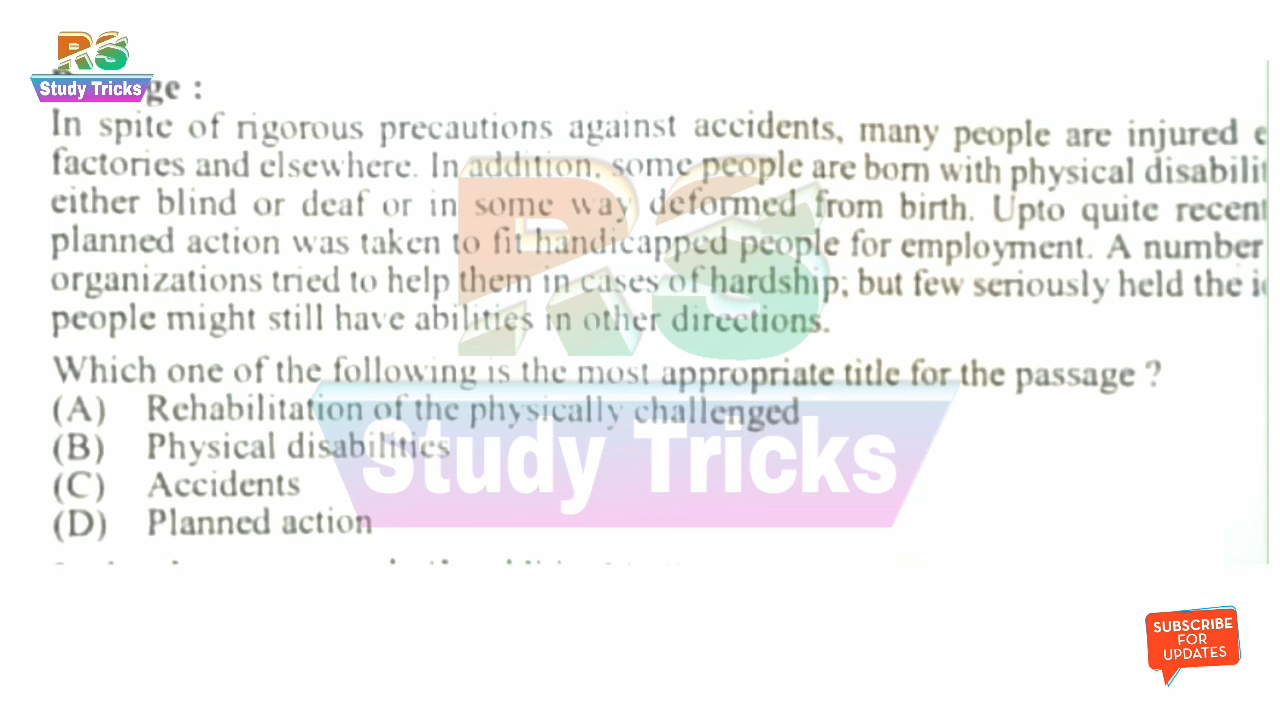 RS
Study Tricks
ge :
In spite of rigorous precautions against accidents, many people are injured
factories and elsewhere. In addition, some people are born with physical
either blind or deaf or in some way deformed from birth. Upto quite
planned action was taken to fit handicapped people for employment. A number
organizations tried to help them in cases of hardship; but few seriously held the
people might still have abilities in other directions.
Which one of the following is the most appropriate title for the passage ?
(A) Rehabilitation of the physically challenged
(B) Physical disabilities
(C) Accidents
(D) Planned action
RS
Study Tricks
SUBSCRIBE
FOR
UPDATES